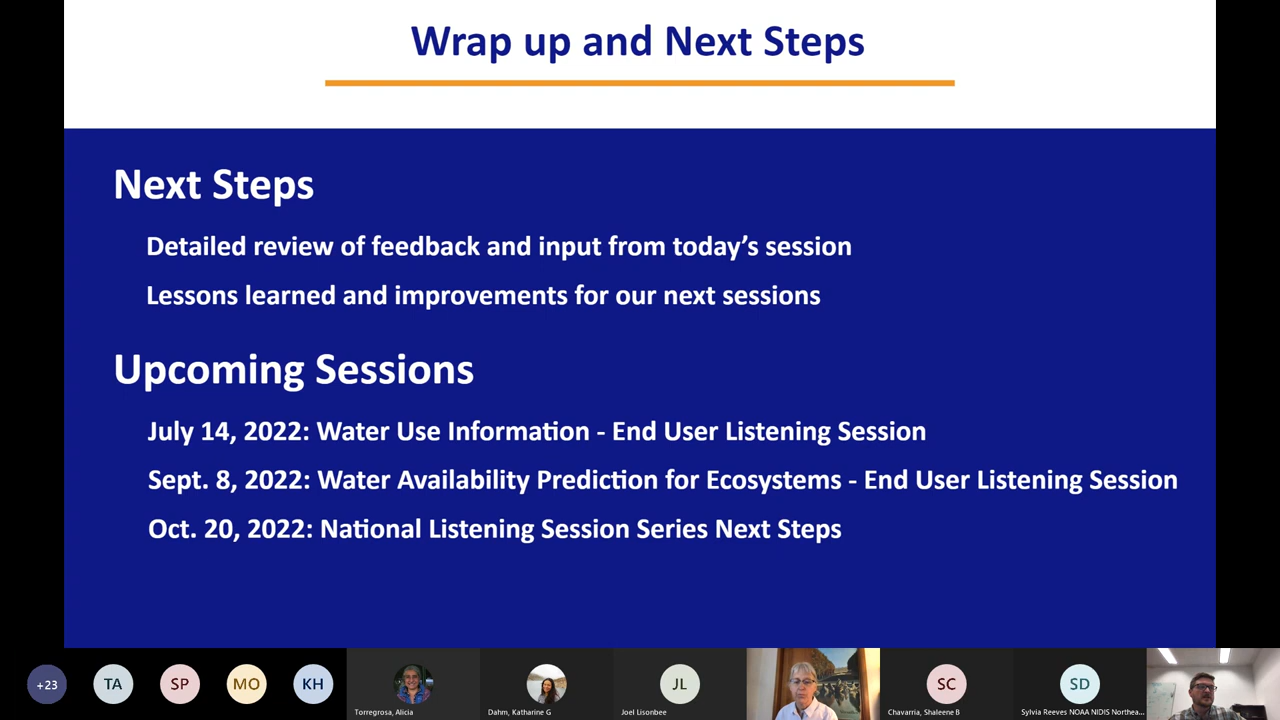 Wrap up and Next Steps
Next Steps
Detailed review of feedback and input from today’s session
Lessons learned and improvements for our next sessions
Upcoming Sessions
July 14, 2022: Water Use Information - End User Listening Session
Sept. 8, 2022: Water Availability Prediction for Ecosystems - End User Listening Session
Oct. 20, 2022: National Listening Session Series Next Steps
+23 TA SP MO KH JL SC SD
Torregrosa, Alicia Dahm, Katharine G Joel Lisonbee Chavarria, Shaleene B Sylvia Reeves NOAA NIDIS Northea...